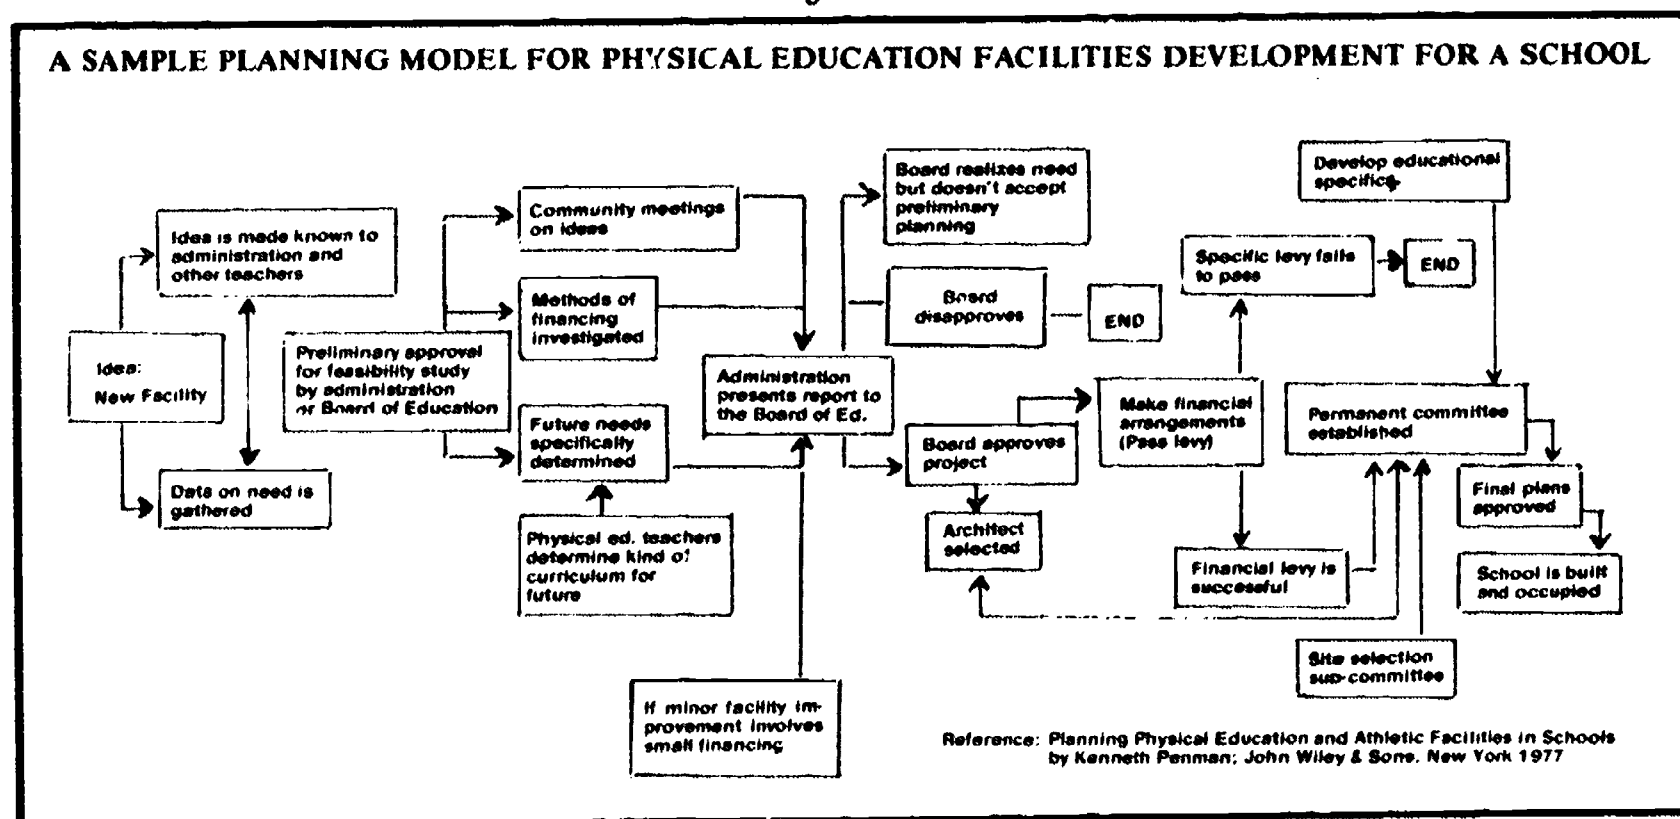 A SAMPLE PLANNING MODEL FOR PHYSICAL EDUCATION FACILITIES DEVELOPMENT FOR A SCHOOL
Idea:
New Facility
Idea is made known to
administration and
other teachers
Data on need is
gathered
Preliminary approval
for feasibility study
by administration
or Board of Education
Community meetings
on ideas
Methods of
financing
investigated
Future needs
specifically
determined
Physical ed. teachers
determine kind of
curriculum for
future
If minor facility im-
provement involves
small financing
Administration
presents report to
the Board of Ed.
Board realizes need
but doesn't accept
preliminary
planning
Board
disapproves
END
Board approves
project
Architect
selected
Make financial
arrangements
(Pass levy)
Specific levy fails
to pass
END
Financial levy is
successful
Develop educational
specifics
Permanent committee
established
Final plans
approved
School is built
and occupied
Site selection
sup-committee
Reference: Planning Physical Education and Athletic Facilities in Schools
by Kenneth Penman; John Wiley & Sons. New York 1977